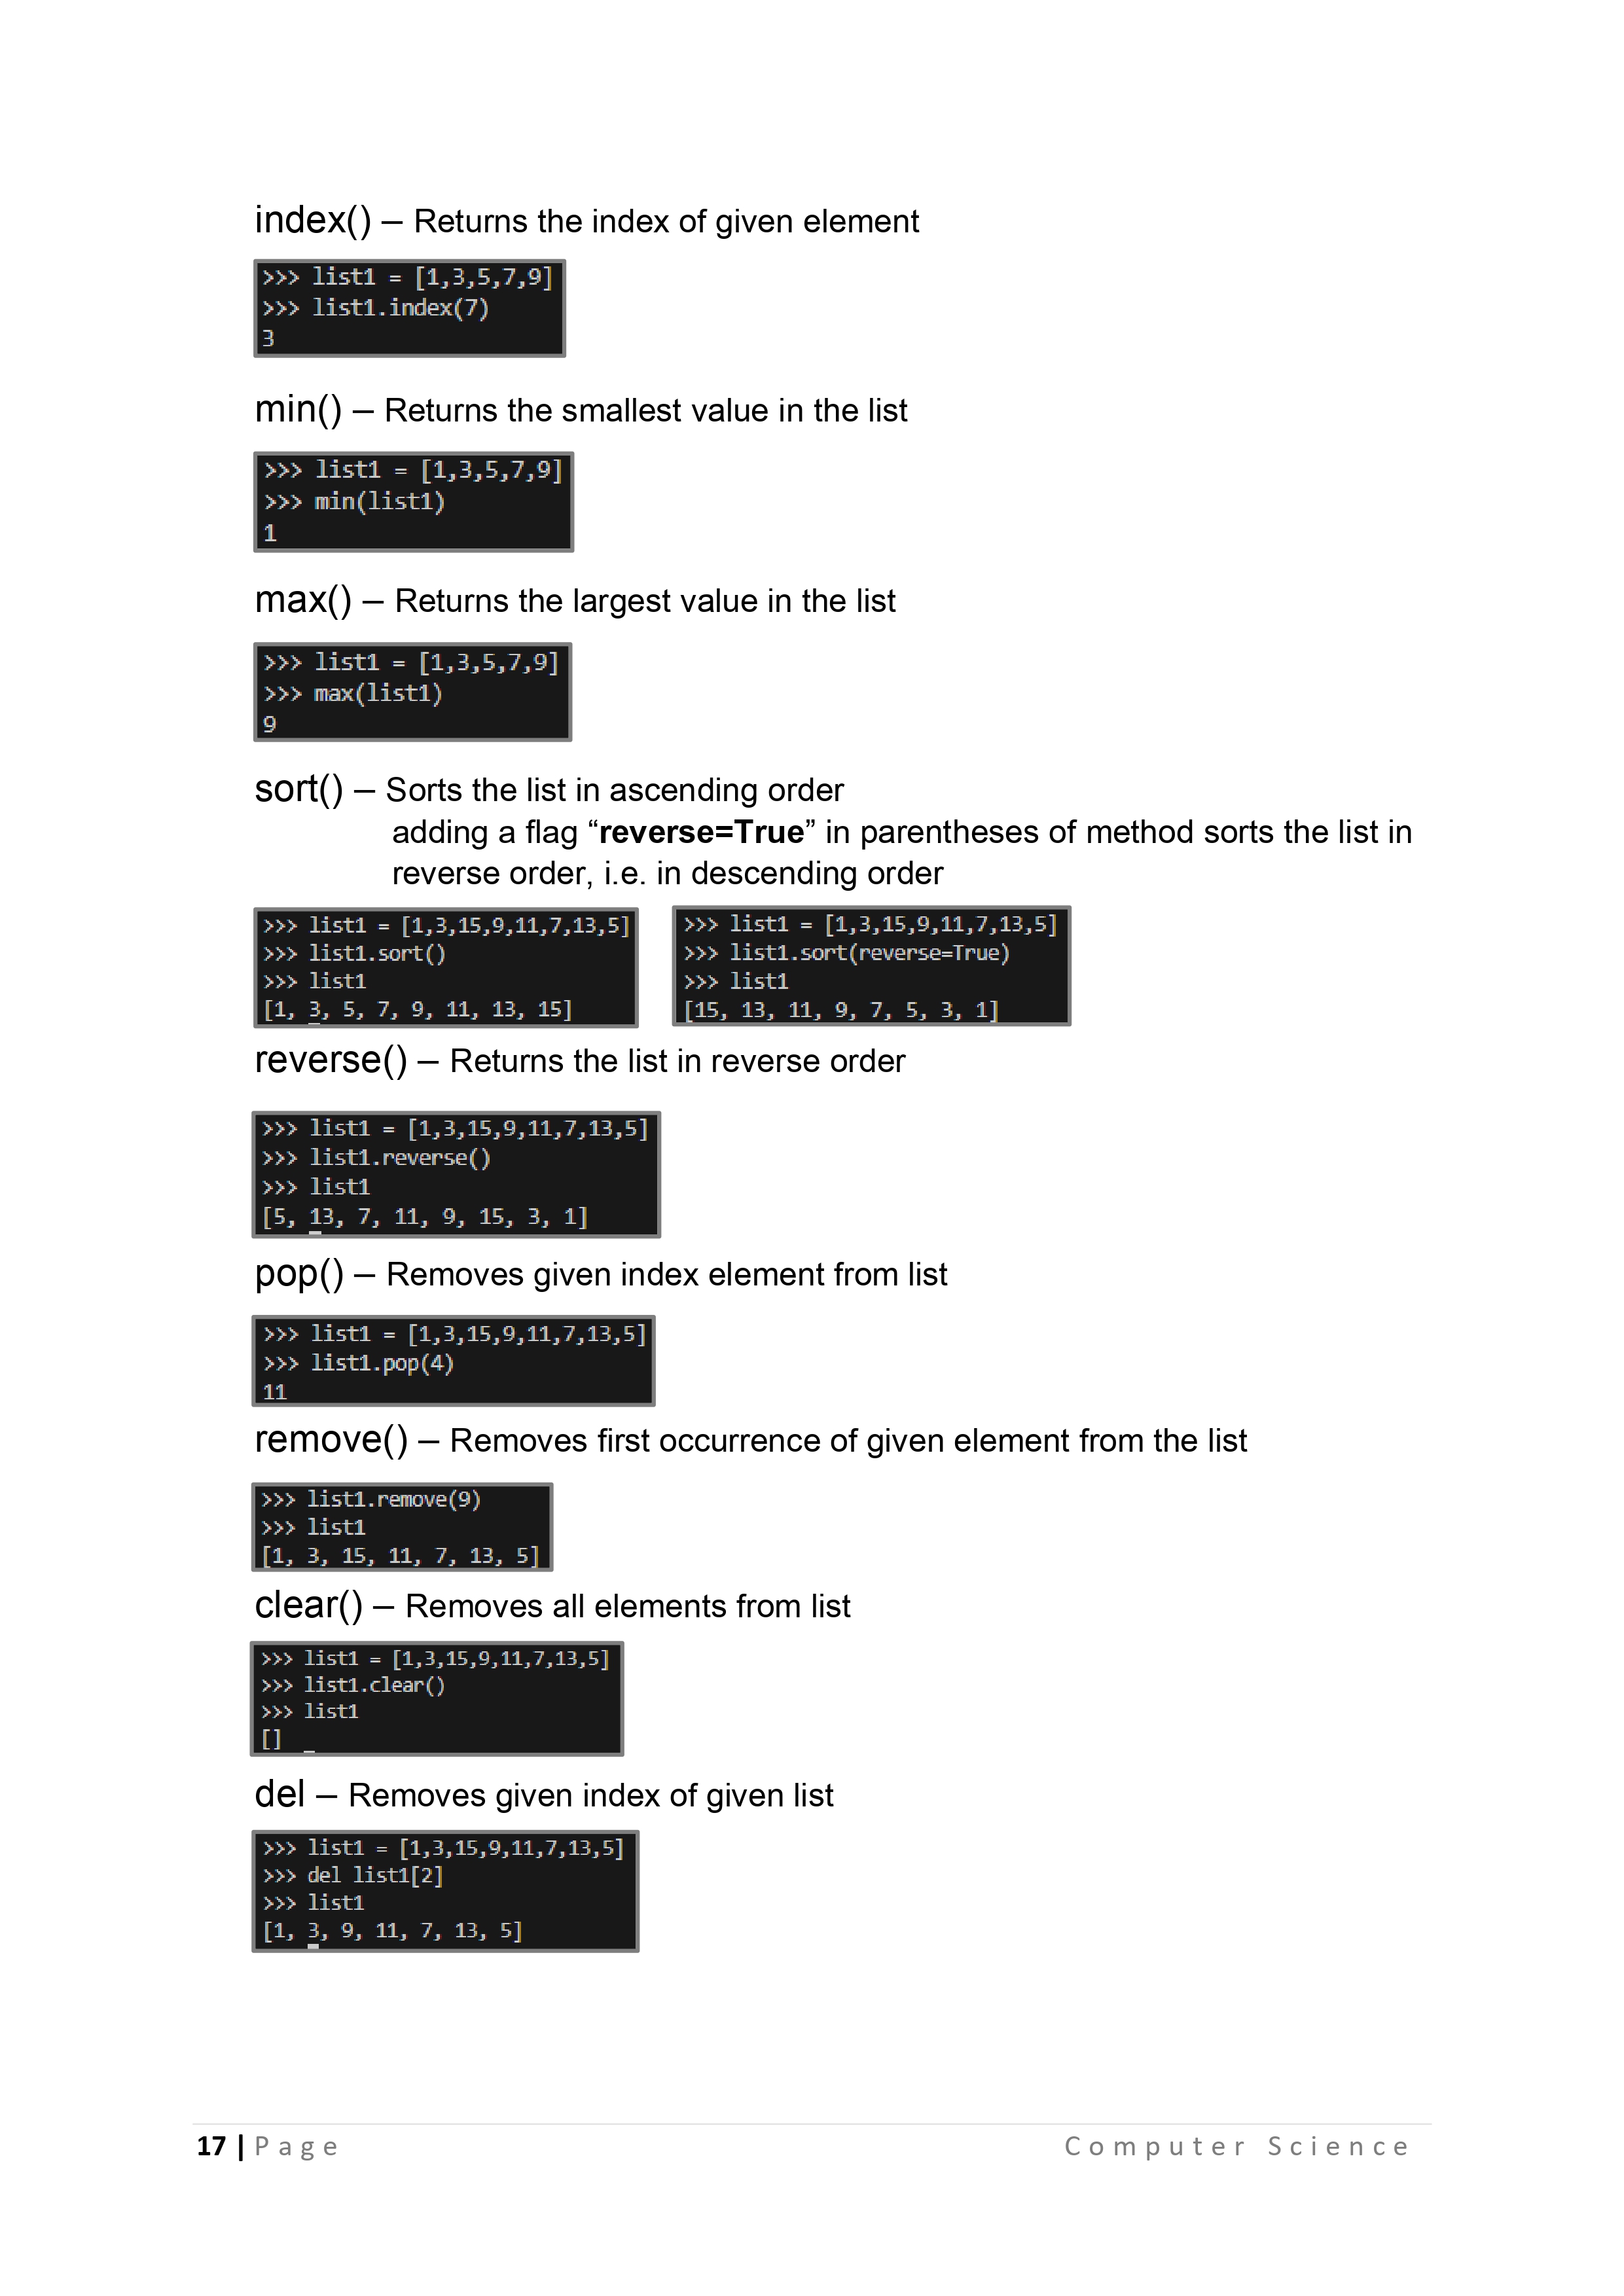 index() – Returns the index of given element
>>> list1 = [1,3,5,7,9]
>>> list1.index(7)
3
min() – Returns the smallest value in the list
>>> list1 = [1,3,5,7,9]
>>> min(list1)
1
max() – Returns the largest value in the list
>>> list1 = [1,3,5,7,9]
>>> max(list1)
9
sort() – Sorts the list in ascending order
adding a flag “reverse=True” in parentheses of method sorts the list in
reverse order, i.e. in descending order
>>> list1 = [1,3,15,9,11,7,13,5]
>>> list1.sort()
>>> list1
[1, 3, 5, 7, 9, 11, 13, 15]
>>> list1 = [1,3,15,9,11,7,13,5]
>>> list1.sort(reverse=True)
>>> list1
[15, 13, 11, 9, 7, 5, 3, 1]
reverse() – Returns the list in reverse order
>>> list1 = [1,3,15,9,11,7,13,5]
>>> list1.reverse()
>>> list1
[5, 13, 7, 11, 9, 15, 3, 1]
pop() – Removes given index element from list
>>> list1 = [1,3,15,9,11,7,13,5]
>>> list1.pop(4)
11
remove() – Removes first occurrence of given element from the list
>>> list1.remove(9)
>>> list1
[1, 3, 15, 11, 7, 13, 5]
clear() – Removes all elements from list
>>> list1 = [1,3,15,9,11,7,13,5]
>>> list1.clear()
>>> list1
[]
del – Removes given index of given list
>>> list1 = [1,3,15,9,11,7,13,5]
>>> del list1[2]
>>> list1
[1, 3, 9, 11, 7, 13, 5]
17 | Page Computer Science